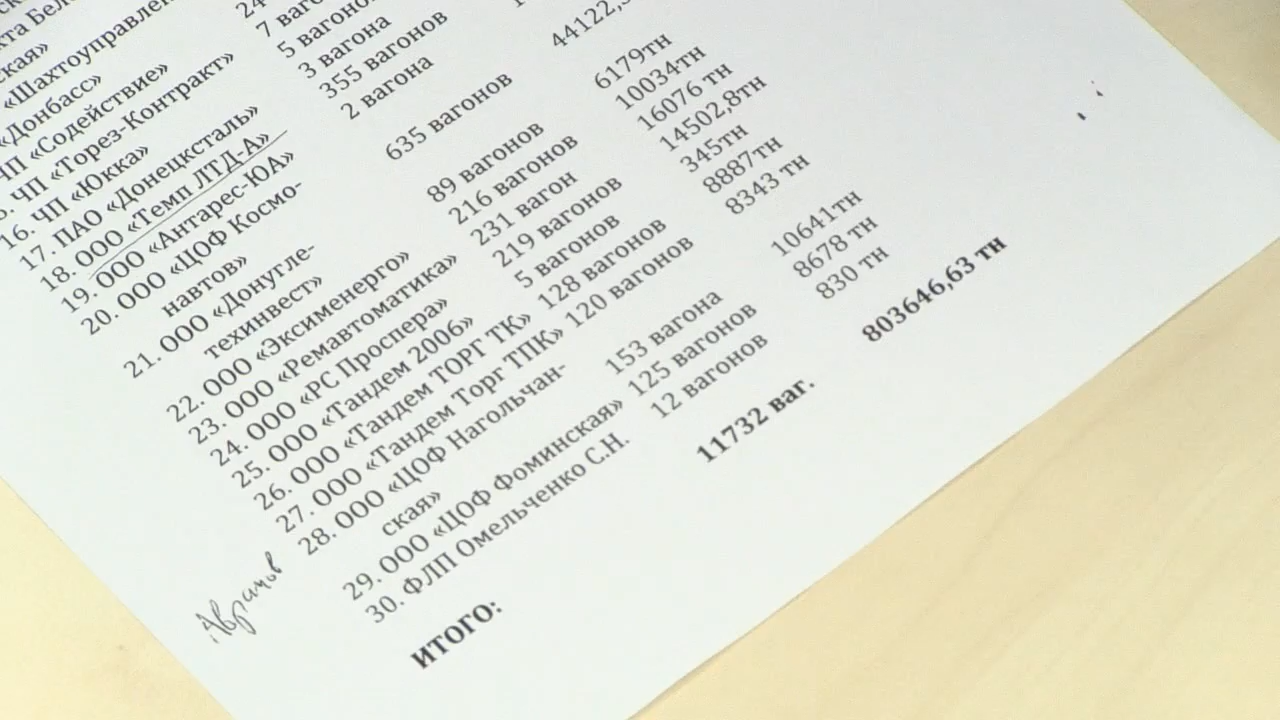 «Шахтоуправлен
«Донбасс»
ЧП «Содействие»
ЧП «Торез-Контракт»
16. ЧП «Юкка» 5 вагоно
17. ПАО «Донецксталь» 3 вагона
18. ООО «Темп ЛТД-А» 355 вагонов
19. ООО «Антарес-ЮА» 2 вагона
20. ООО «ЦОФ Космо-
навтов» 635 вагонов 44122,
21. ООО «Донугле-
техинвест» 89 вагонов 6179тн
22. ООО «Эксименерго» 216 вагонов 10034тн
23. ООО «Ремавтоматика» 231 вагон 16076 тн
24. ООО «РС Проспера» 219 вагонов 14502,8тн
25. ООО «Тандем 2006» 5 вагонов 345тн
26. ООО «Тандем ТОРГ ТК» 128 вагонов 8887тн
27. ООО «Тандем Торг ТПК» 120 вагонов 8343 тн
28. ООО «ЦОФ Нагольчан-
ская» 153 вагона 10641тн
29. ООО «ЦОФ Фоминская» 125 вагонов 8678 тн
30. ФЛП Омельченко С.Н. 12 вагонов 830 тн
ИТОГО: 11732 ваг. 803646,63 тн